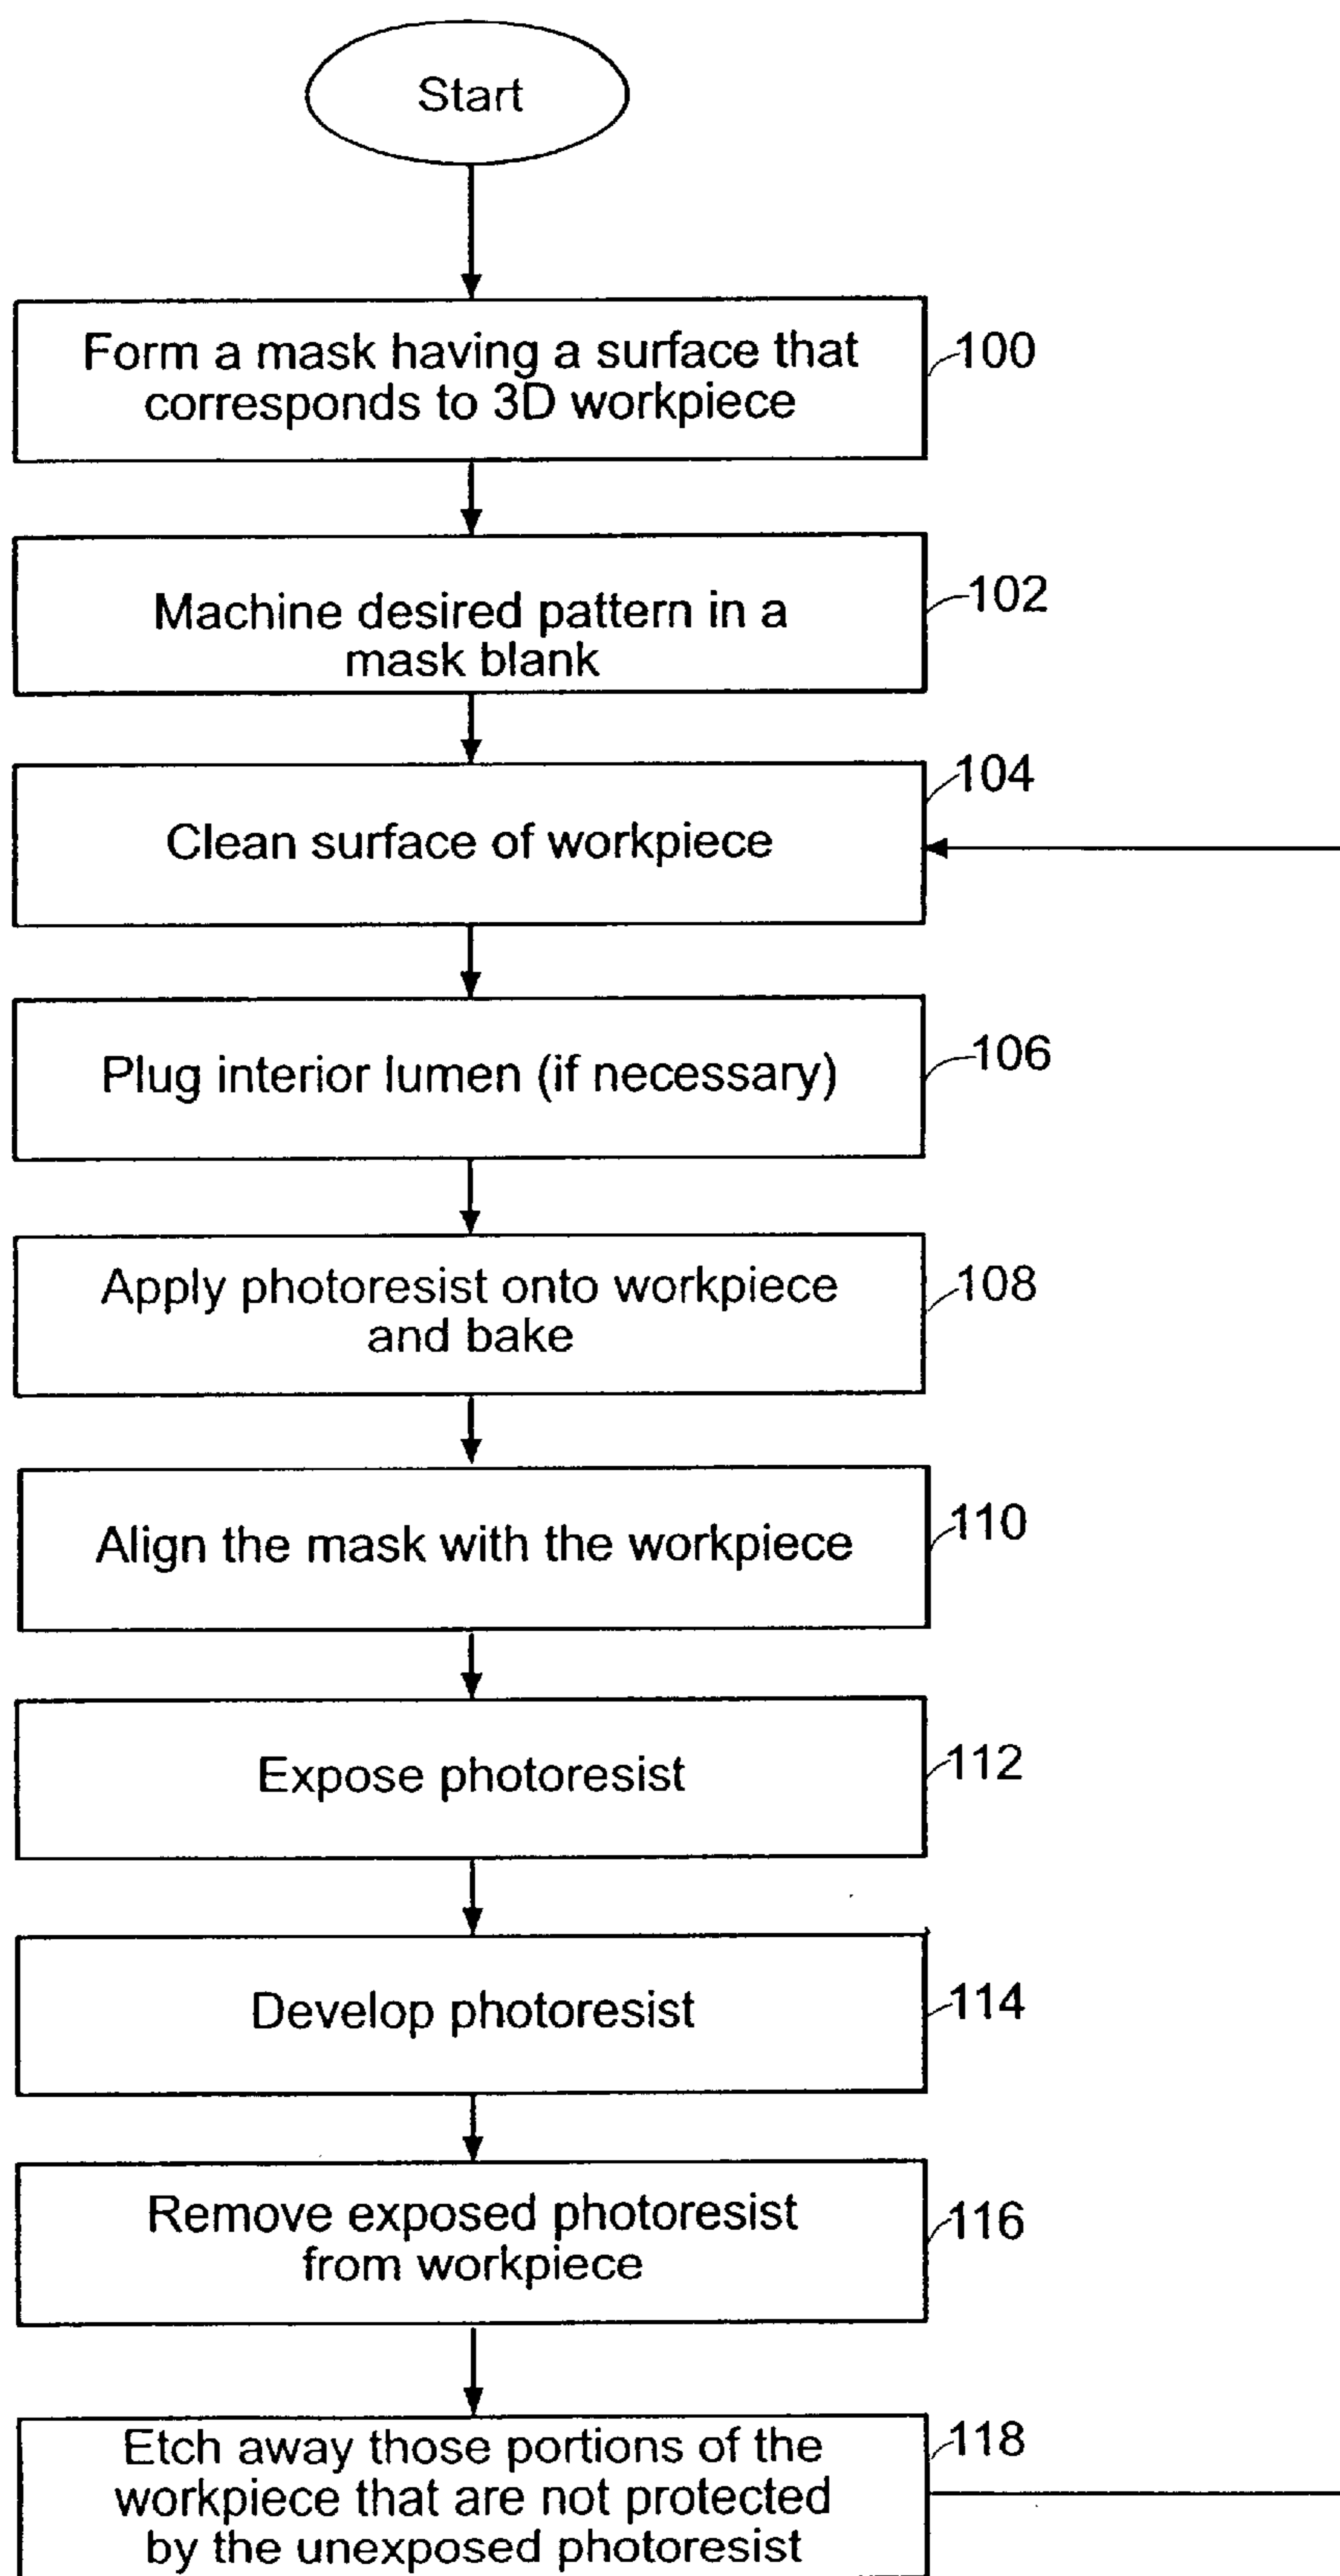 Start
Form a mask having a surface that
corresponds to 3D workpiece
100
Machine desired pattern in a
mask blank
102
Clean surface of workpiece
104
Plug interior lumen (if necessary)
106
Apply photoresist onto workpiece
and bake
108
Align the mask with the workpiece
110
Expose photoresist
112
Develop photoresist
114
Remove exposed photoresist
from workpiece
116
Etch away those portions of the
workpiece that are not protected
by the unexposed photoresist
118